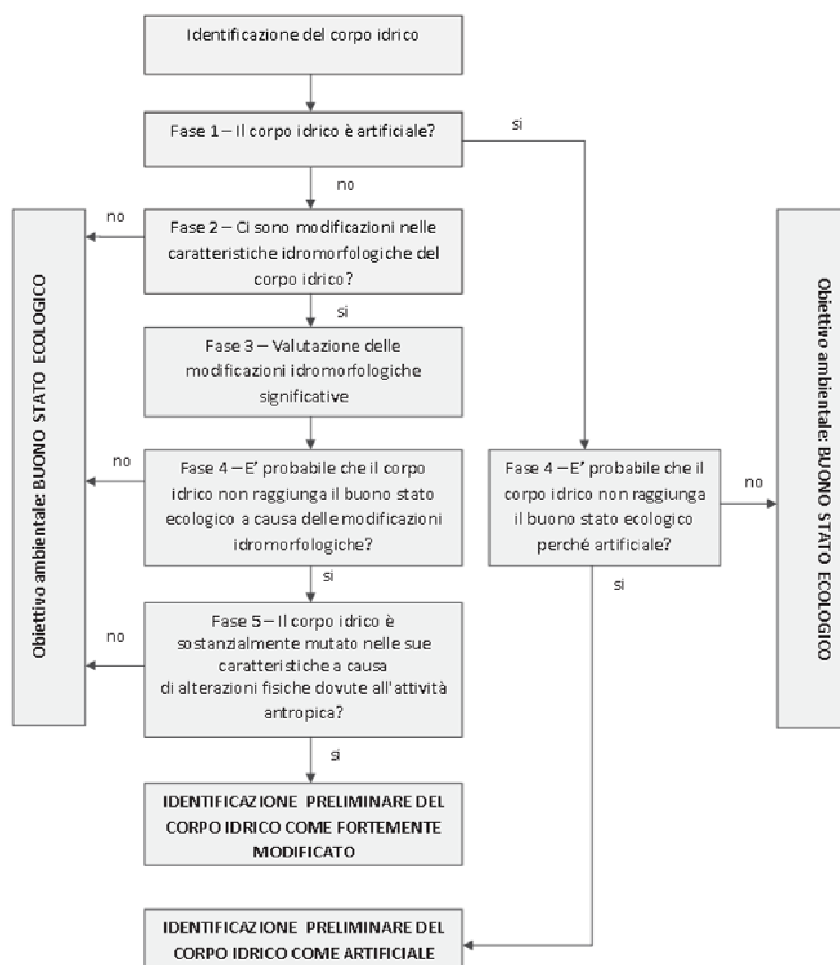 Identificazione del corpo idrico
Fase 1 – Il corpo idrico è artificiale?
si
no
Fase 2 – Ci sono modificazioni nelle
caratteristiche idromorfologiche del
corpo idrico?
no
si
Fase 3 – Valutazione delle
modificazioni idromorfologiche
significative
Fase 4 – E' probabile che il corpo
idrico non raggiunga il buono stato
ecologico a causa delle modificazioni
idromorfologiche?
no
si
Fase 4 – E' probabile che il
corpo idrico non raggiunga
il buono stato ecologico
perché artificiale?
no
si
Fase 5 – Il corpo idrico è
sostanzialmente mutato nelle sue
caratteristiche a causa
di alterazioni fisiche dovute all'attività
antropica?
no
si
Obiettivo ambientale: BUONO STATO ECOLOGICO
Obiettivo ambientale: BUONO STATO ECOLOGICO
IDENTIFICAZIONE PRELIMINARE DEL
CORPO IDRICO COME FORTEMENTE
MODIFICATO
IDENTIFICAZIONE PRELIMINARE DEL
CORPO IDRICO COME ARTIFICIALE